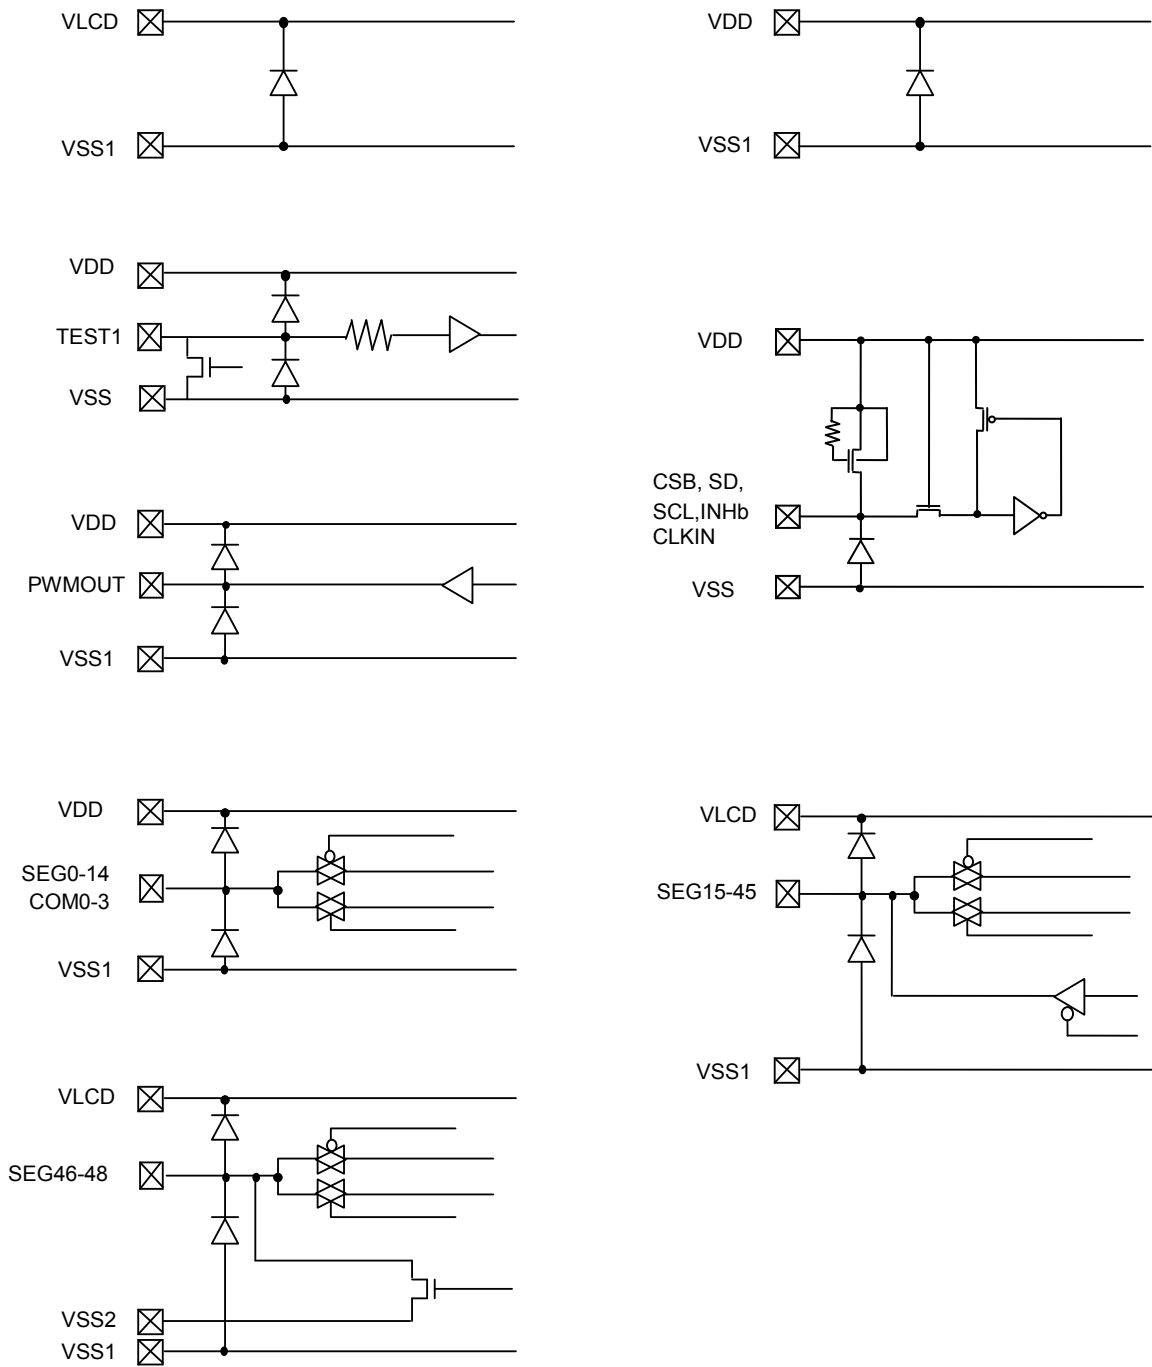 VLCD
VSS1
VDD
VSS1
VDD
TEST1
VSS
VDD
CSB, SD,
SCL,INHb
CLKIN
VSS
VDD
PWMOUT
VSS1
VDD
SEG0-14
COM0-3
VSS1
VLCD
SEG15-45
VSS1
VLCD
SEG46-48
VSS2
VSS1